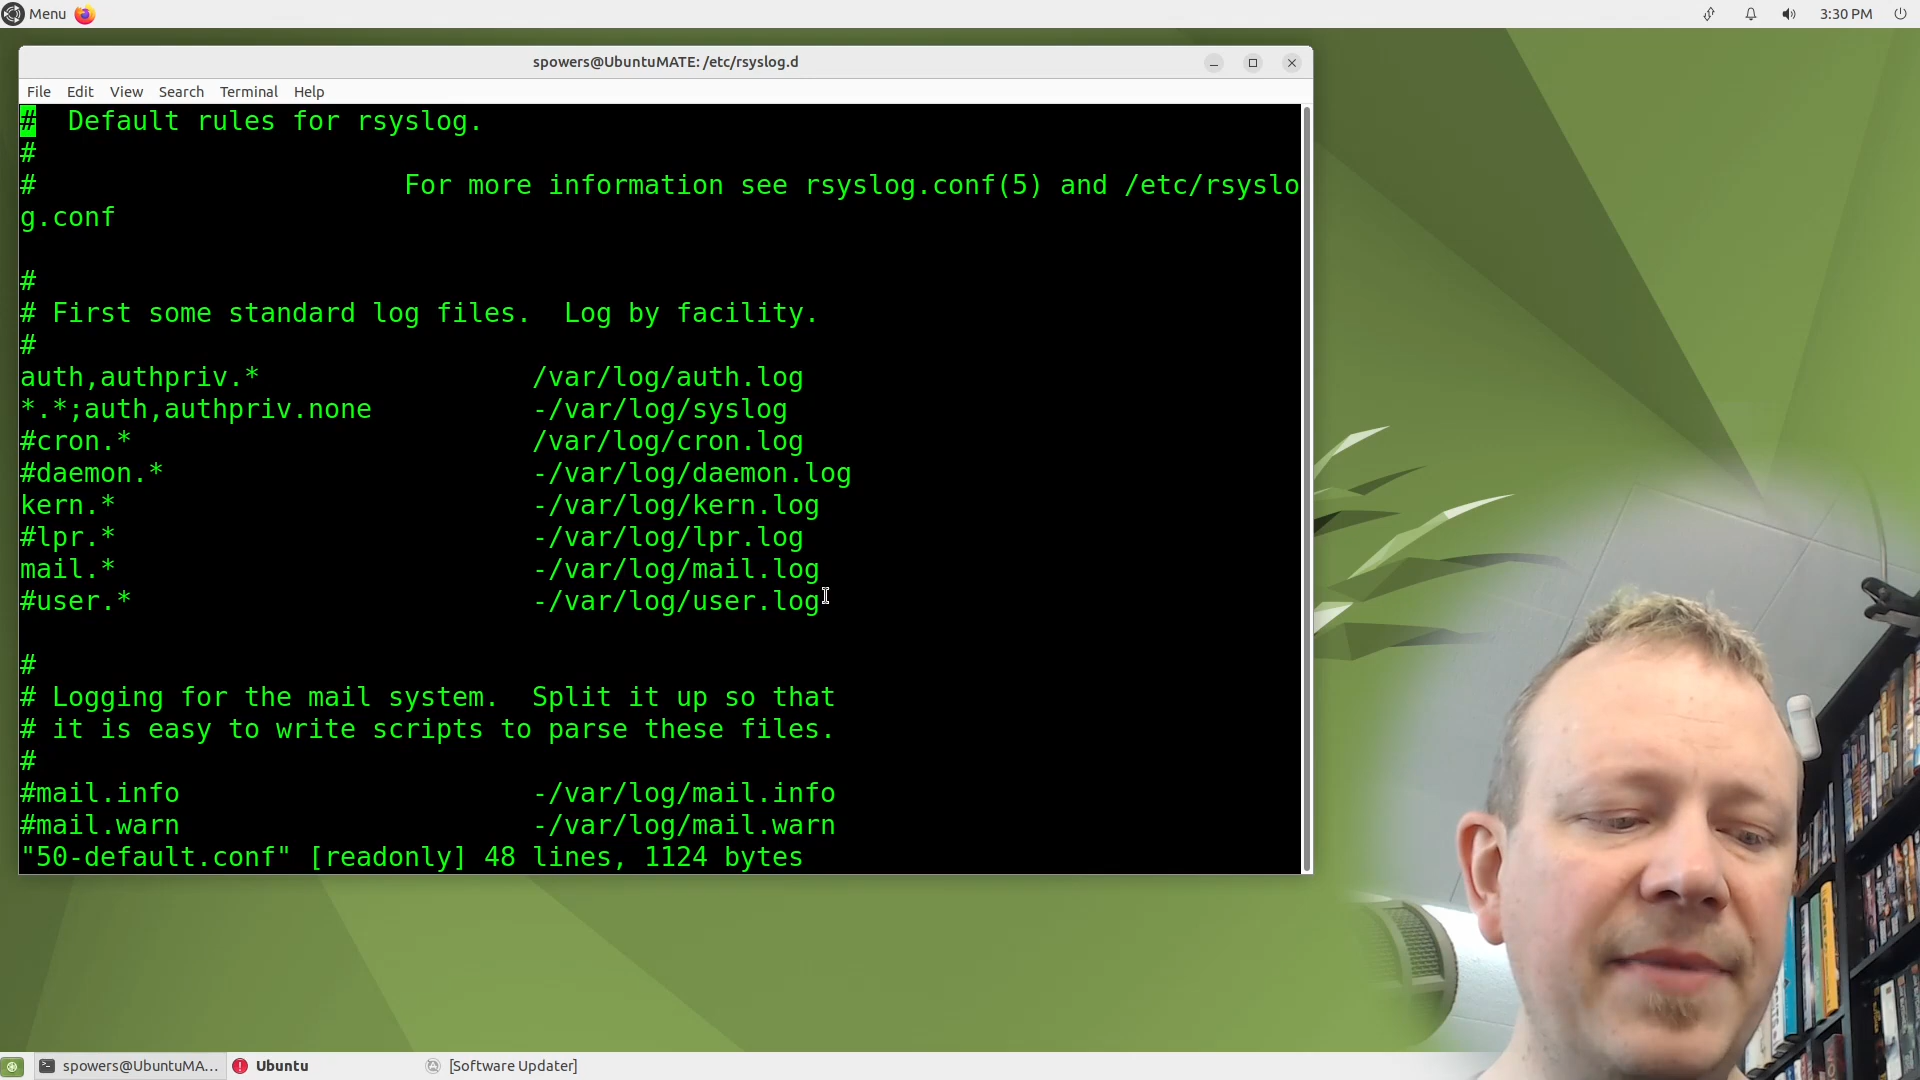 Menu
3:30 PM
spowers@UbuntuMATE: /etc/rsyslog.d
File Edit View Search Terminal Help
#  Default rules for rsyslog.
#
#                       For more information see rsyslog.conf(5) and /etc/rsyslo
g.conf
#
# First some standard log files.  Log by facility.
#
auth,authpriv.*                 /var/log/auth.log
*.*;auth,authpriv.none          -/var/log/syslog
#cron.*                         /var/log/cron.log
#daemon.*                       -/var/log/daemon.log
kern.*                          -/var/log/kern.log
#lpr.*                          -/var/log/lpr.log
mail.*                          -/var/log/mail.log
#user.*                         -/var/log/user.log
#
# Logging for the mail system.  Split it up so that
# it is easy to write scripts to parse these files.
#
#mail.info                      -/var/log/mail.info
#mail.warn                      -/var/log/mail.warn
"50-default.conf" [readonly] 48 lines, 1124 bytes
spowers@UbuntuMA... Ubuntu [Software Updater]